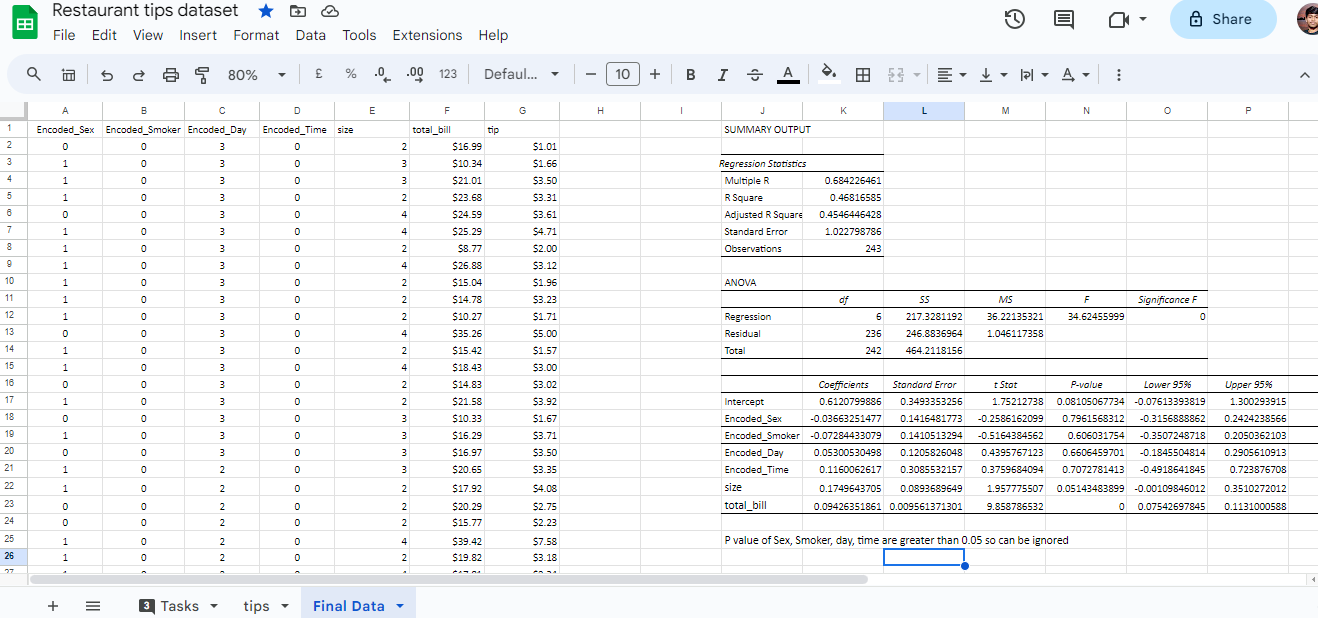 Restaurant tips dataset
File Edit View Insert Format Data Tools Extensions Help
Share
80% £ % .0 .00 123 Defaul... 10 B I A
A B C D E F G H I J K L M N O P
1 Encoded_Sex Encoded_Smoker Encoded_Day Encoded_Time size total_bill tip SUMMARY OUTPUT
2 0 0 3 0 2 $16.99 $1.01
3 1 0 3 0 3 $10.34 $1.66 Regression Statistics
4 1 0 3 0 3 $21.01 $3.50 Multiple R 0.684226461
5 1 0 3 0 2 $23.68 $3.31 R Square 0.46816585
6 0 0 3 0 4 $24.59 $3.61 Adjusted R Square 0.4546446428
7 1 0 3 0 4 $25.29 $4.71 Standard Error 1.022798786
8 1 0 3 0 2 $8.77 $2.00 Observations 243
9 1 0 3 0 4 $26.88 $3.12
10 1 0 3 0 2 $15.04 $1.96 ANOVA
11 1 0 3 0 2 $14.78 $3.23 df SS MS F Significance F
12 1 0 3 0 2 $10.27 $1.71 Regression 6 217.3281192 36.22135321 34.62455999 0
13 0 0 3 0 4 $35.26 $5.00 Residual 236 246.8836964 1.046117358
14 1 0 3 0 2 $15.42 $1.57 Total 242 464.2118156
15 1 0 3 0 4 $18.43 $3.00
16 0 0 3 0 2 $14.83 $3.02 Coefficients Standard Error t Stat P-value Lower 95% Upper 95%
17 1 0 3 0 2 $21.58 $3.92 Intercept 0.6120799886 0.3493353256 1.75212738 0.08105067734 -0.07613393819 1.300293915
18 0 0 3 0 3 $10.33 $1.67 Encoded_Sex -0.03663251477 0.1416481773 -0.2586162099 0.7961568312 -0.3156888862 0.2424238566
19 1 0 3 0 3 $16.29 $3.71 Encoded_Smoker -0.07284433079 0.1410513294 -0.5164384562 0.606031754 -0.3507248718 0.2050362103
20 0 0 3 0 3 $16.97 $3.50 Encoded_Day 0.05300530498 0.1205826048 0.4395767123 0.6606459701 -0.1845504814 0.2905610913
21 1 0 2 0 3 $20.65 $3.35 Encoded_Time 0.1160062617 0.3085532157 0.3759684094 0.7072781413 -0.4918641845 0.723876708
22 1 0 2 0 2 $17.92 $4.08 size 0.1749643705 0.0893689649 1.957775507 0.05143483899 -0.00109846012 0.3510272012
23 0 0 2 0 2 $20.29 $2.75 total_bill 0.09426351861 0.009561371301 9.858786532 0 0.07542697845 0.1131000588
24 0 0 2 0 2 $15.77 $2.23
25 1 0 2 0 4 $39.42 $7.58 P value of Sex, Smoker, day, time are greater than 0.05 so can be ignored
26 1 0 2 0 2 $19.82 $3.18
3 Tasks tips Final Data